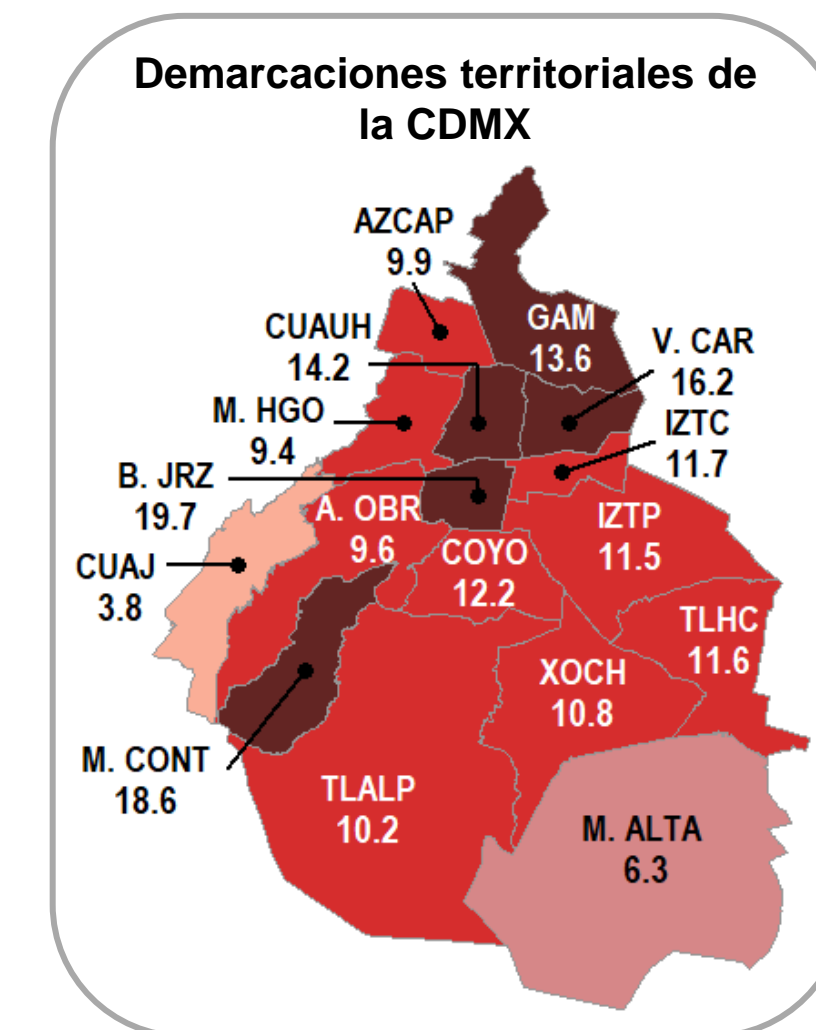 Demarcaciones territoriales de
la CDMX
AZCAP
9.9
GAM
13.6
CUAUH
14.2
V. CAR
16.2
M. HGO
9.4
IZTC
11.7
B. JRZ
19.7
A. OBR
9.6
IZTP
11.5
COYO
12.2
CUAJ
3.8
TLHC
11.6
XOCH
10.8
M. CONT
18.6
TLALP
10.2
M. ALTA
6.3